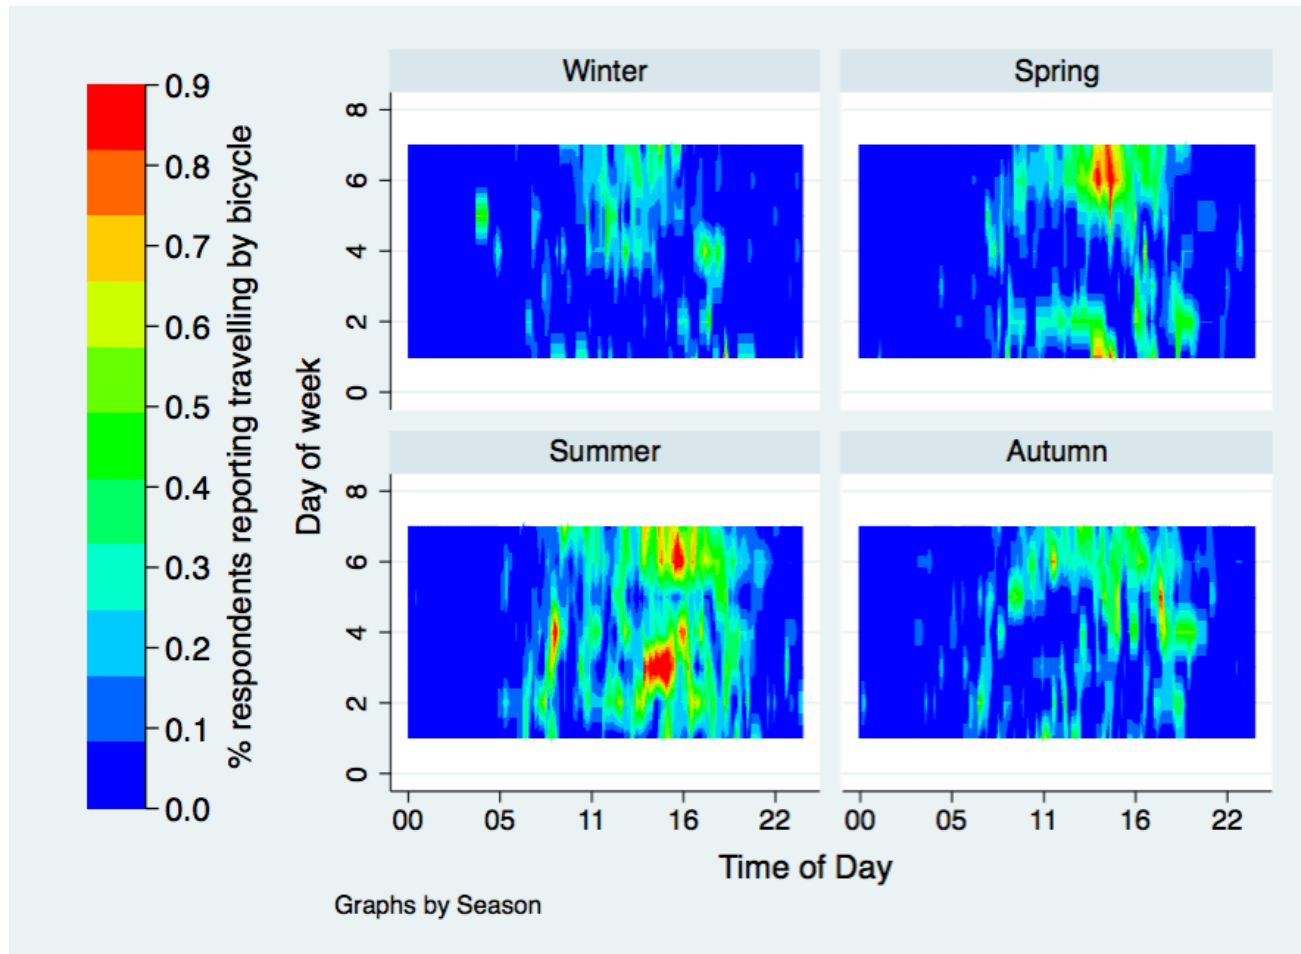 0.9
0.8
0.7
0.6
0.5
0.4
0.3
0.2
0.1
0.0
% respondents reporting travelling by bicycle
Day of week
Winter
8
6
4
2
0
Spring
Summer
8
6
4
2
0
00 05 11 16 22
Autumn
00 05 11 16 22
Time of Day
Graphs by Season